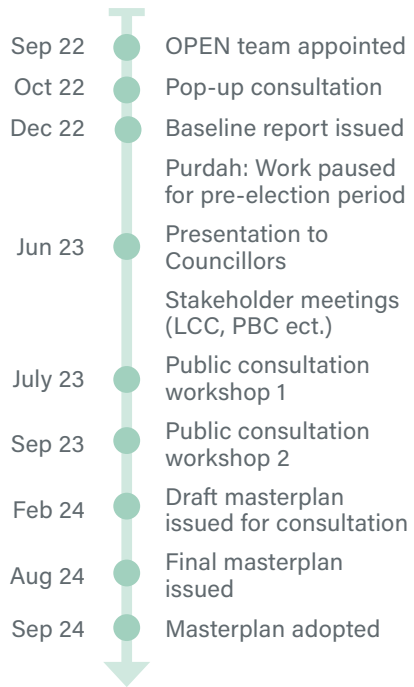 Sep 22 OPEN team appointed
Oct 22 Pop-up consultation
Dec 22 Baseline report issued
Purdah: Work paused
for pre-election period
Jun 23 Presentation to
Councillors
Stakeholder meetings
(LCC, PBC ect.)
July 23 Public consultation
workshop 1
Sep 23 Public consultation
workshop 2
Feb 24 Draft masterplan
issued for consultation
Aug 24 Final masterplan
issued
Sep 24 Masterplan adopted